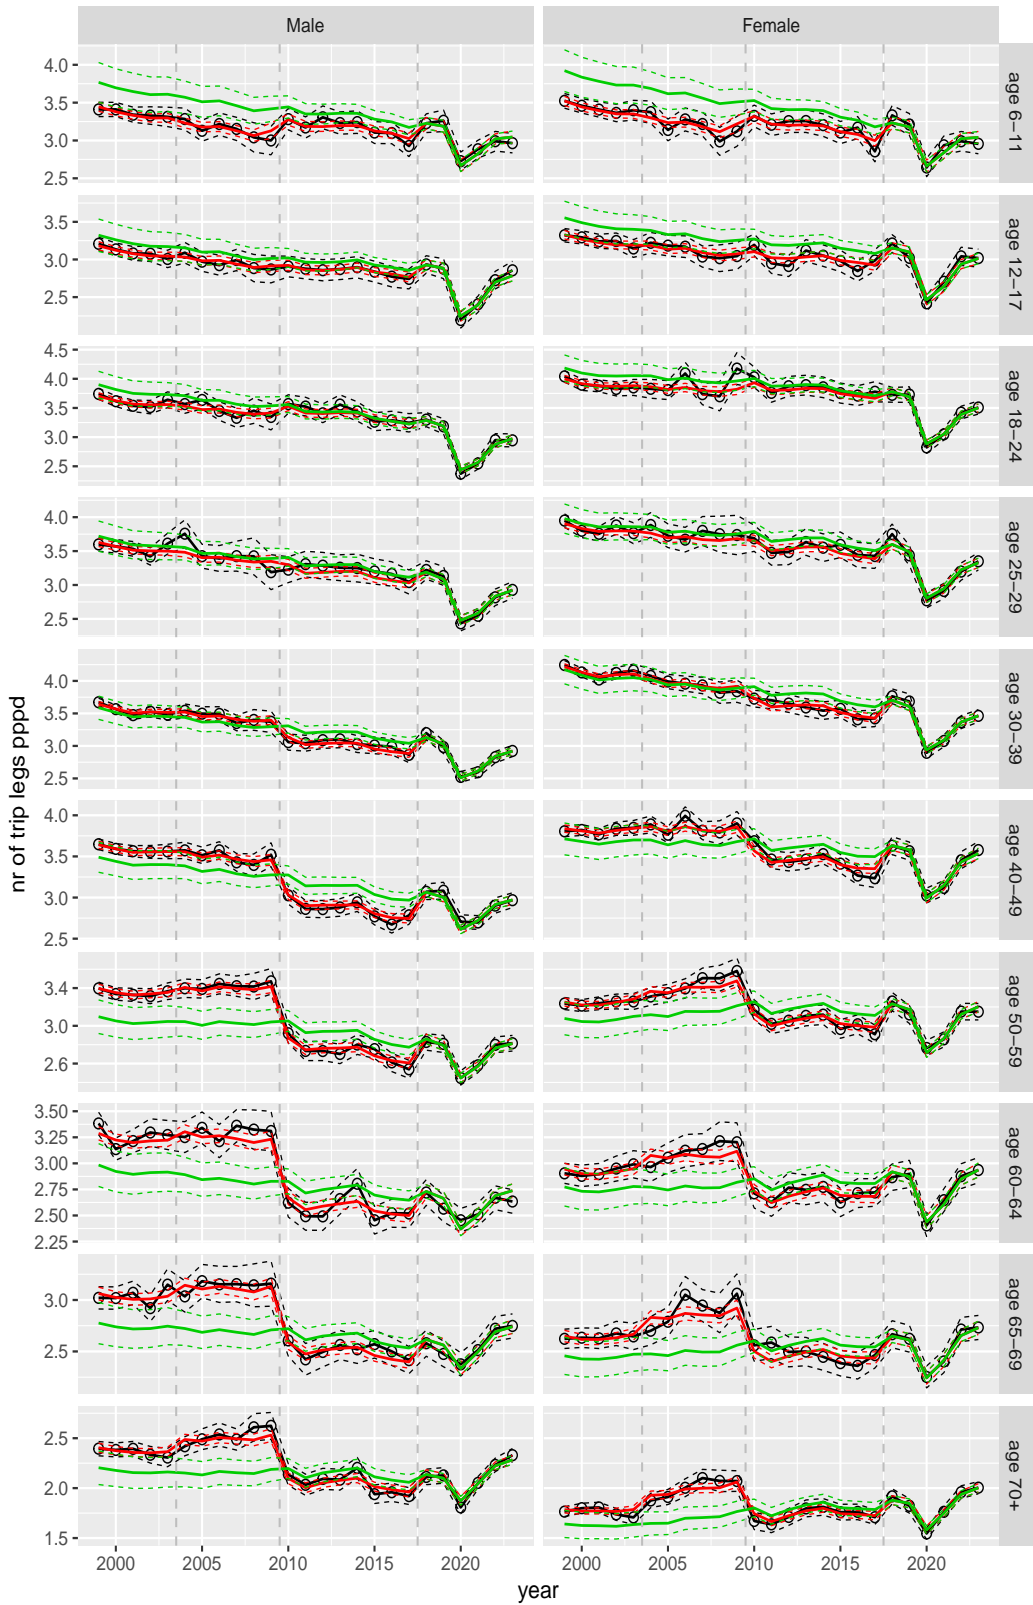 Male Female
4.0
3.5
3.0
2.5
age 6−11
3.5
3.0
2.5
age 12−17
4.5
4.0
3.5
3.0
2.5
age 18−24
4.0
3.5
3.0
2.5
age 25−29
4.0
3.5
3.0
2.5
age 30−39
4.0
3.5
3.0
2.5
age 40−49
3.4
3.0
2.6
age 50−59
3.50
3.25
3.00
2.75
2.50
2.25
age 60−64
3.0
2.5
age 65−69
2.5
2.0
1.5
age 70+
nr of trip legs pppd
2000 2005 2010 2015 2020 2000 2005 2010 2015 2020
year